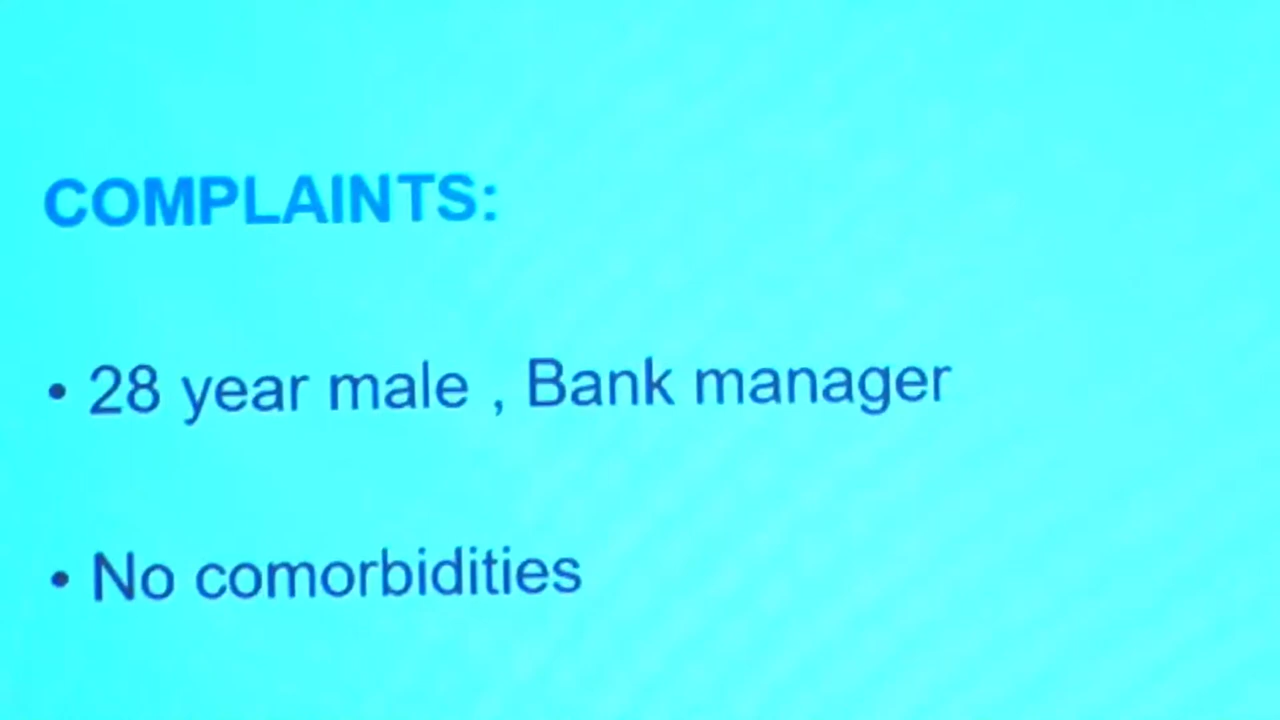 COMPLAINTS:
• 28 year male , Bank manager
• No comorbidities